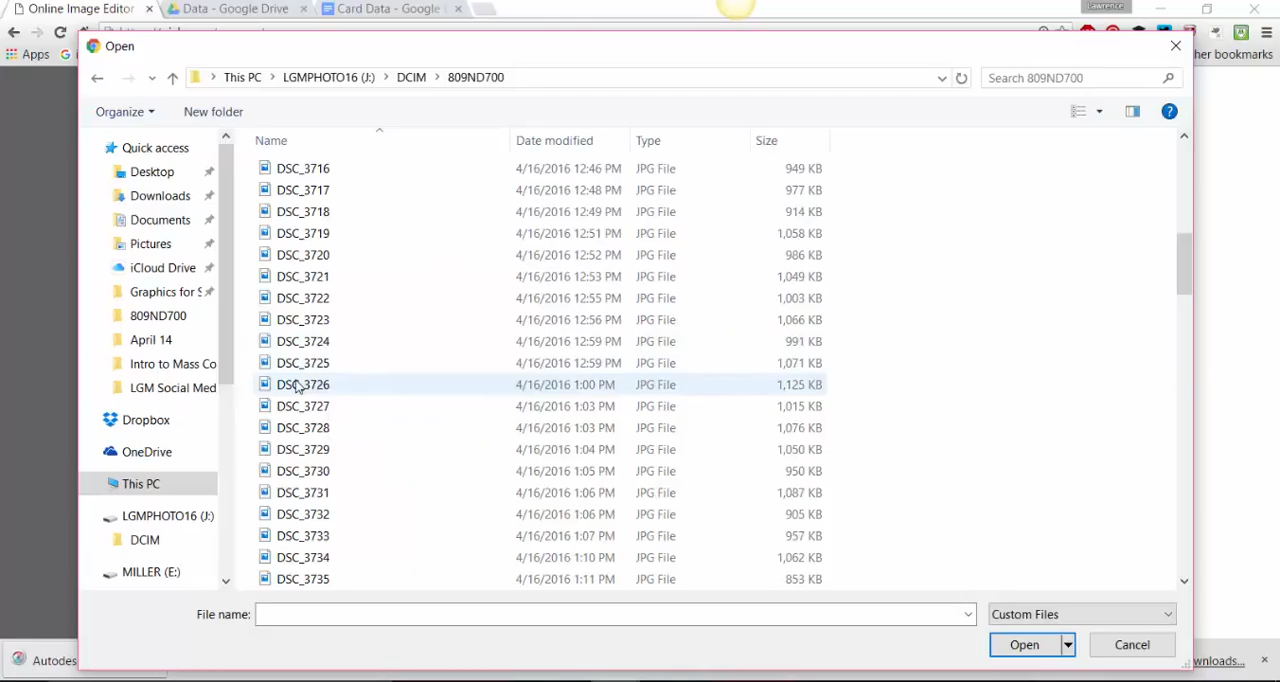 Online Image Editor
Data - Google Drive
Card Data - Google
Lawrence
Apps
her bookmarks
Open
This PC > LGMPHOTO16 (J:) > DCIM > 809ND700
Search 809ND700
Organize
New folder
Name Date modified Type Size
Quick access
Desktop
Downloads
Documents
Pictures
iCloud Drive
Graphics for S
809ND700
April 14
Intro to Mass Co
LGM Social Med
Dropbox
OneDrive
This PC
LGMPHOTO16 (J:)
DCIM
MILLER (E:)
DSC_3716 4/16/2016 12:46 PM JPG File 949 KB
DSC_3717 4/16/2016 12:48 PM JPG File 977 KB
DSC_3718 4/16/2016 12:49 PM JPG File 914 KB
DSC_3719 4/16/2016 12:51 PM JPG File 1,058 KB
DSC_3720 4/16/2016 12:52 PM JPG File 986 KB
DSC_3721 4/16/2016 12:53 PM JPG File 1,049 KB
DSC_3722 4/16/2016 12:55 PM JPG File 1,003 KB
DSC_3723 4/16/2016 12:56 PM JPG File 1,066 KB
DSC_3724 4/16/2016 12:59 PM JPG File 991 KB
DSC_3725 4/16/2016 12:59 PM JPG File 1,071 KB
DSC_3726 4/16/2016 1:00 PM JPG File 1,125 KB
DSC_3727 4/16/2016 1:03 PM JPG File 1,015 KB
DSC_3728 4/16/2016 1:03 PM JPG File 1,076 KB
DSC_3729 4/16/2016 1:04 PM JPG File 1,050 KB
DSC_3730 4/16/2016 1:05 PM JPG File 950 KB
DSC_3731 4/16/2016 1:06 PM JPG File 1,087 KB
DSC_3732 4/16/2016 1:06 PM JPG File 905 KB
DSC_3733 4/16/2016 1:07 PM JPG File 957 KB
DSC_3734 4/16/2016 1:10 PM JPG File 1,062 KB
DSC_3735 4/16/2016 1:11 PM JPG File 853 KB
File name:
Custom Files
Open
Cancel
Autodes
wnloads...